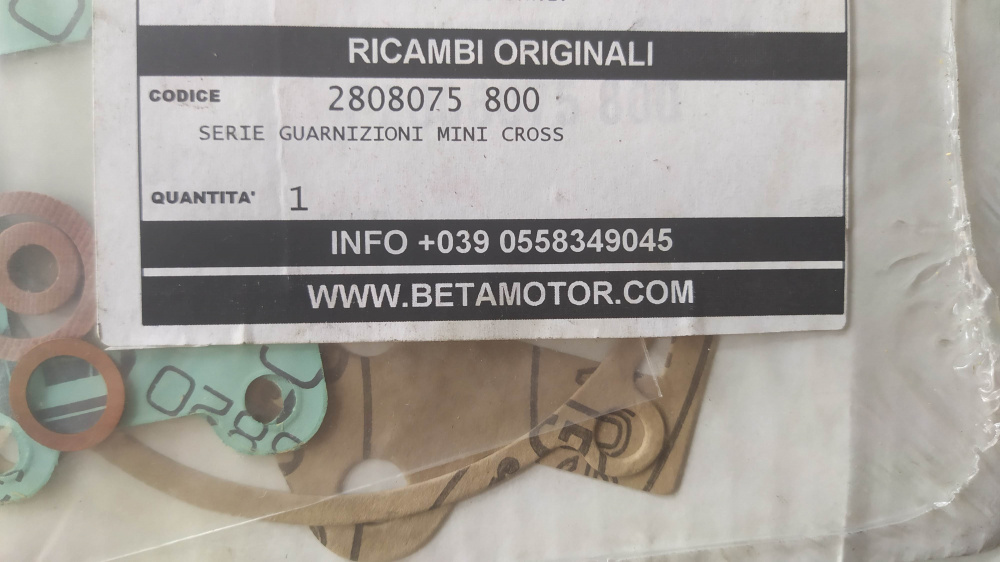 RICAMBI ORIGINALI
CODICE 2808075 800
SERIE GUARNIZIONI MINI CROSS
QUANTITA' 1
INFO +039 0558349045
WWW.BETAMOTOR.COM